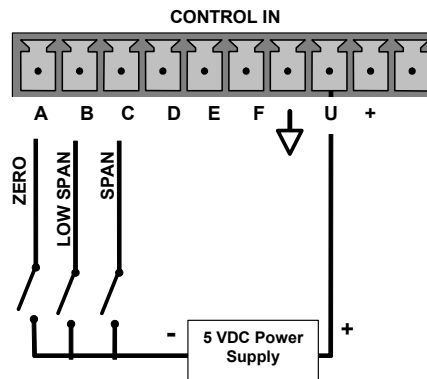 CONTROL IN
A B C D E F U +
ZERO
LOW SPAN
SPAN
- 5 VDC Power +
Supply